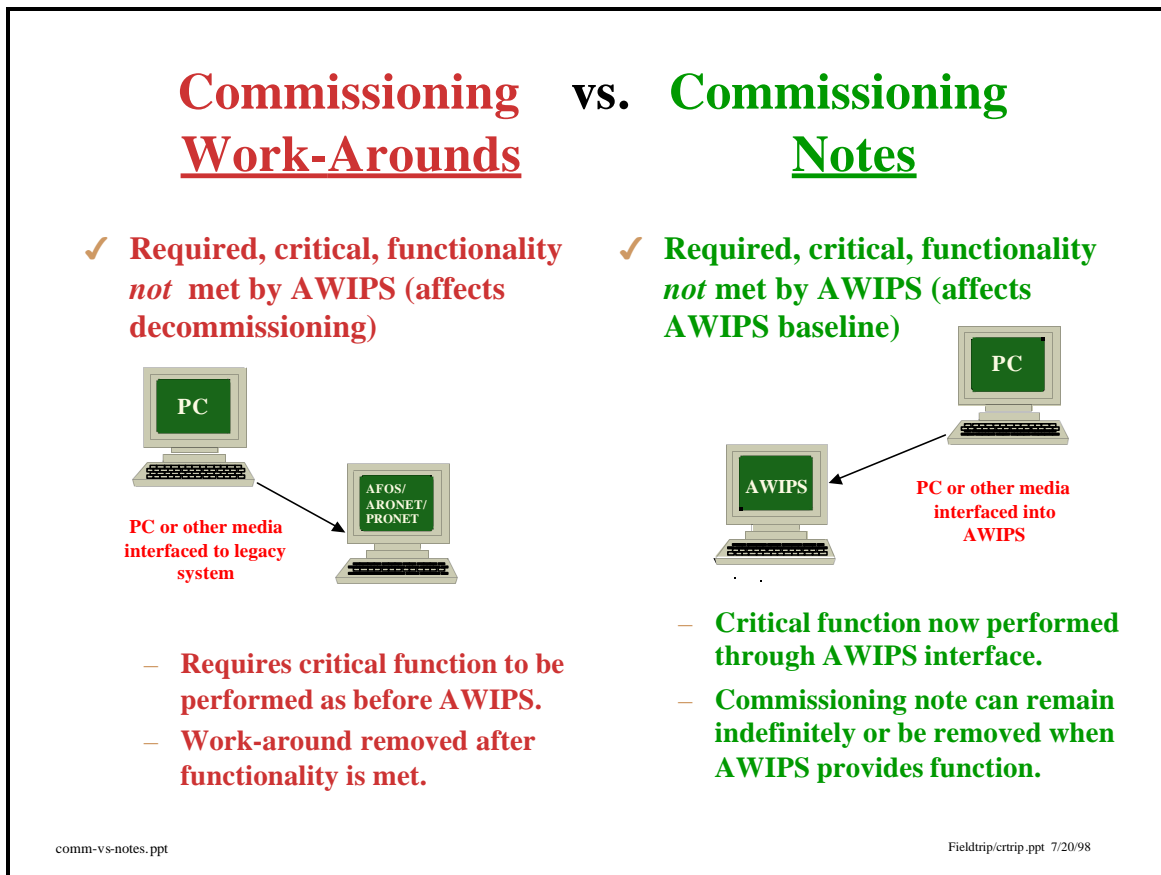 Commissioning vs. Commissioning
Work-Arounds Notes
✓ Required, critical, functionality
not met by AWIPS (affects
decommissioning)
PC
AFOS/
ARONET/
PRONET
PC or other media
interfaced to legacy
system
– Requires critical function to be
performed as before AWIPS.
– Work-around removed after
functionality is met.
✓ Required, critical, functionality
not met by AWIPS (affects
AWIPS baseline)
PC
AWIPS
PC or other media
interfaced into
AWIPS
– Critical function now performed
through AWIPS interface.
– Commissioning note can remain
indefinitely or be removed when
AWIPS provides function.
comm-vs-notes.ppt
Fieldtrip/crtrip.ppt 7/20/98